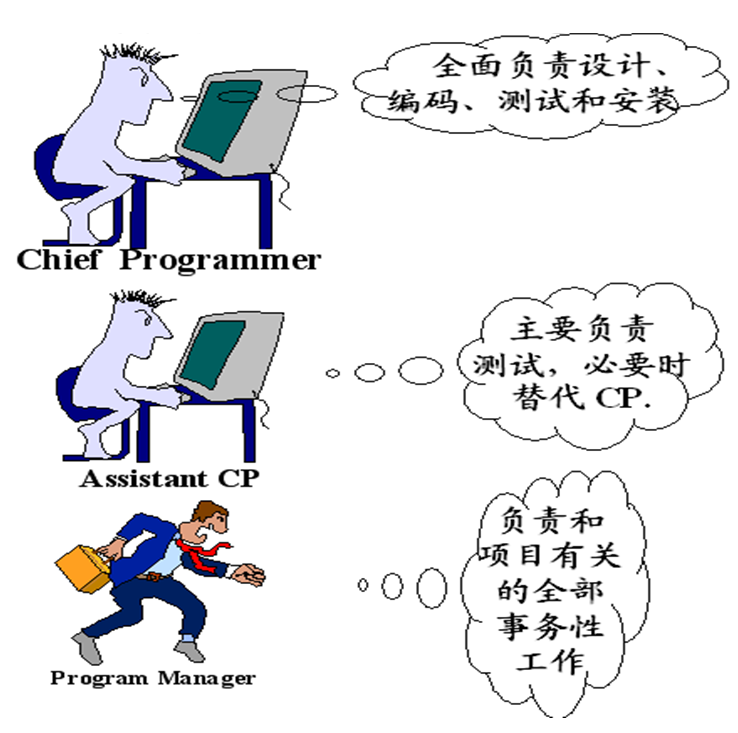 全面负责设计、
编码、测试和安装
Chief Programmer
主要负责
测试，必要时
替代 CP.
Assistant CP
负责和
项目有关
的全部
事务性
工作
Program Manager